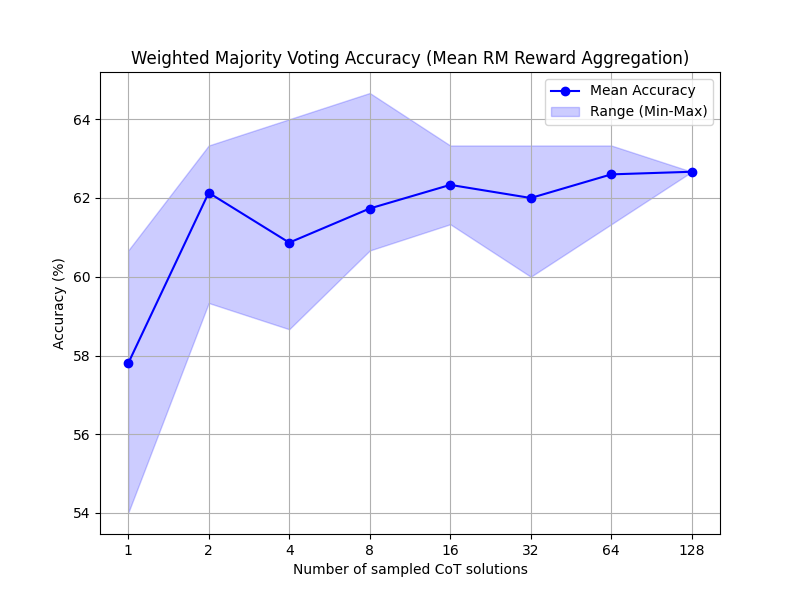 Weighted Majority Voting Accuracy (Mean RM Reward Aggregation)
Mean Accuracy
Range (Min-Max)
Accuracy (%)
64
62
60
58
56
54
1 2 4 8 16 32 64 128
Number of sampled CoT solutions